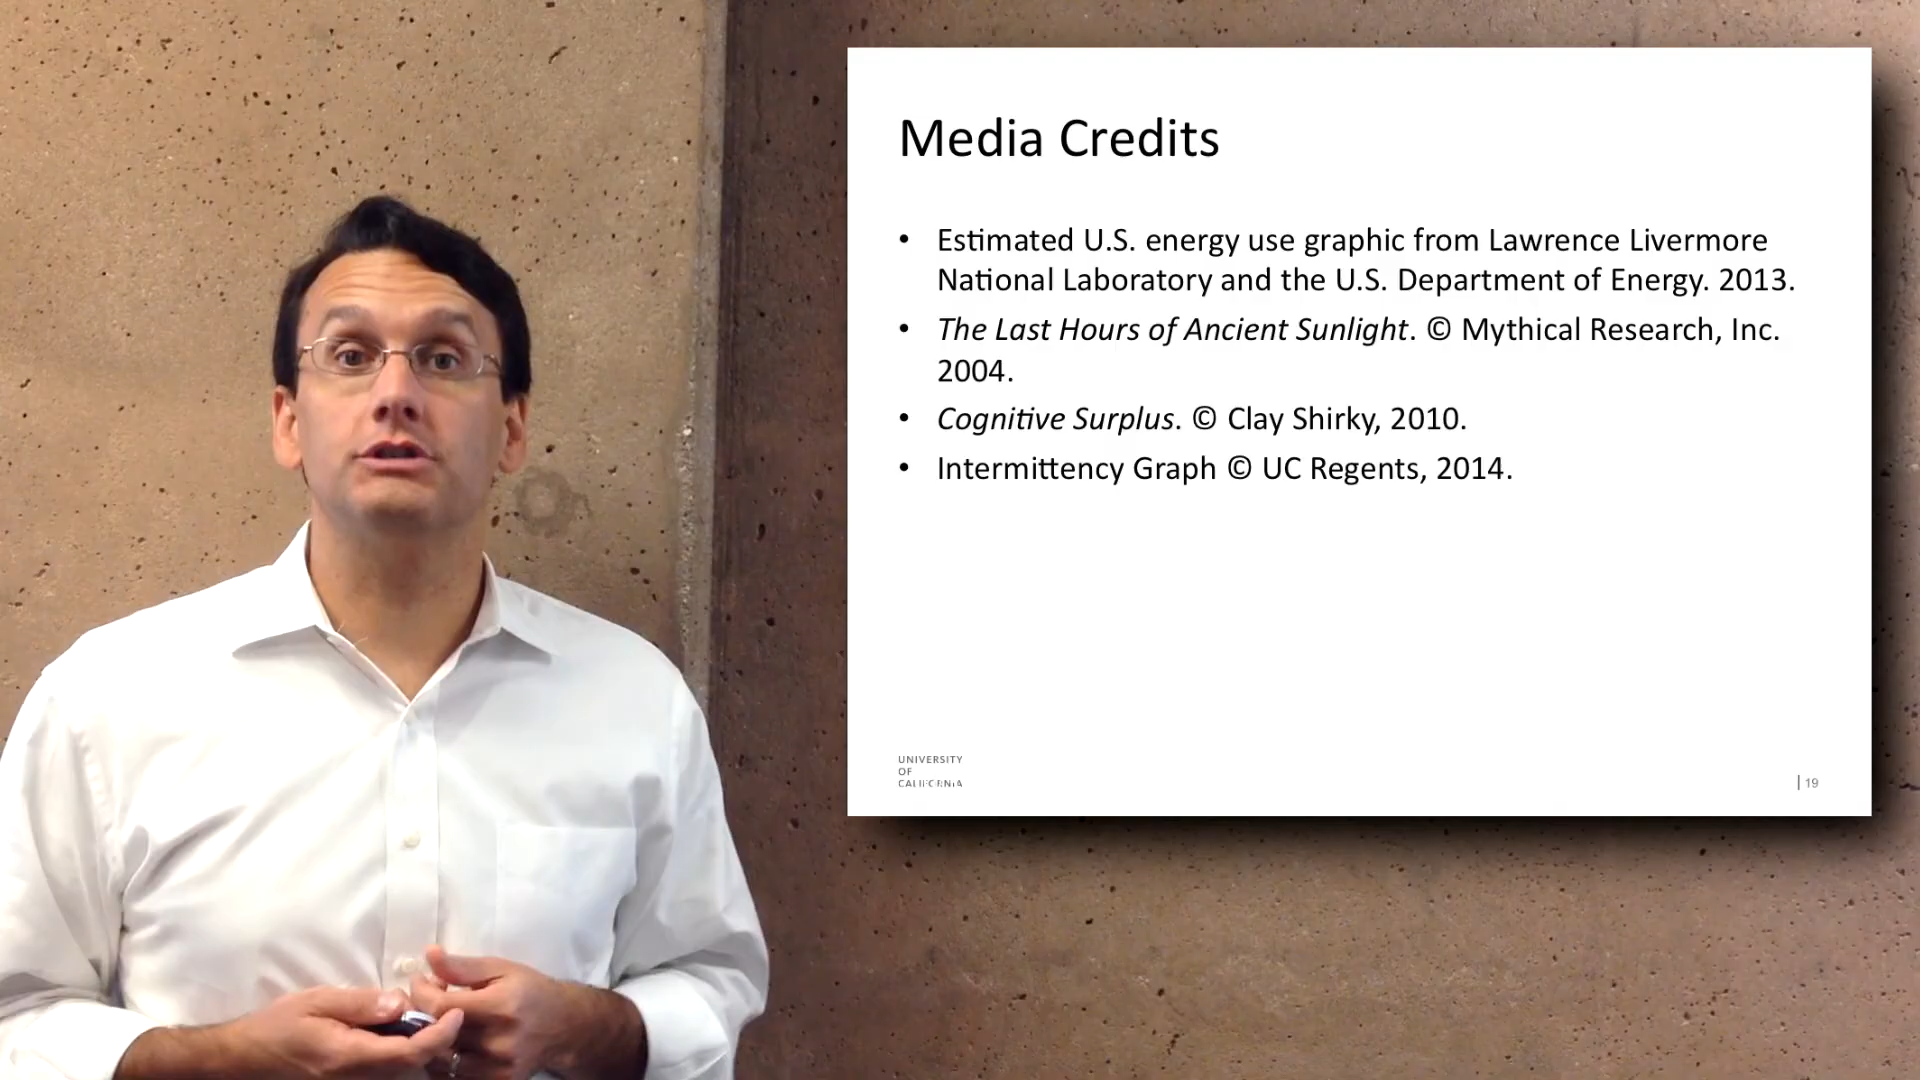 Media Credits
• Estimated U.S. energy use graphic from Lawrence Livermore
National Laboratory and the U.S. Department of Energy. 2013.
• The Last Hours of Ancient Sunlight. © Mythical Research, Inc.
2004.
• Cognitive Surplus. © Clay Shirky, 2010.
• Intermittency Graph © UC Regents, 2014.
UNIVERSITY
OF
CALIFORNIA
| 19